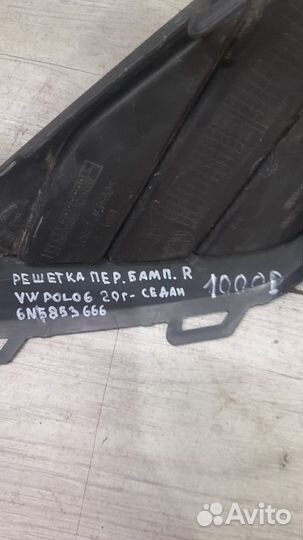 РЕШЕТКА ПЕР. БАМП. R
VW POLO 6 20г- СЕДАН
6N5853666
1000Р
Avito